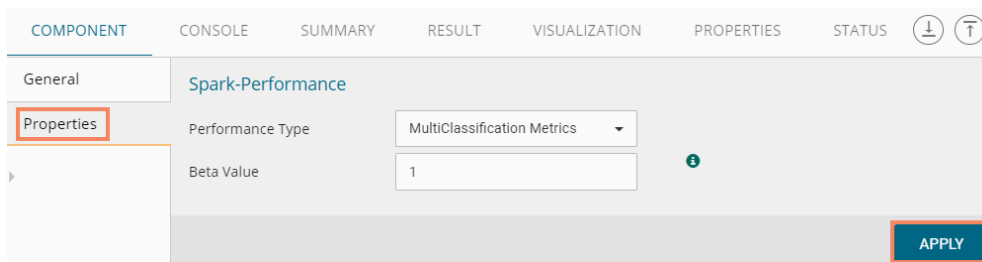 COMPONENT CONSOLE SUMMARY RESULT VISUALIZATION PROPERTIES STATUS
General
Spark-Performance
Properties
Performance Type MultiClassification Metrics
Beta Value 1
APPLY